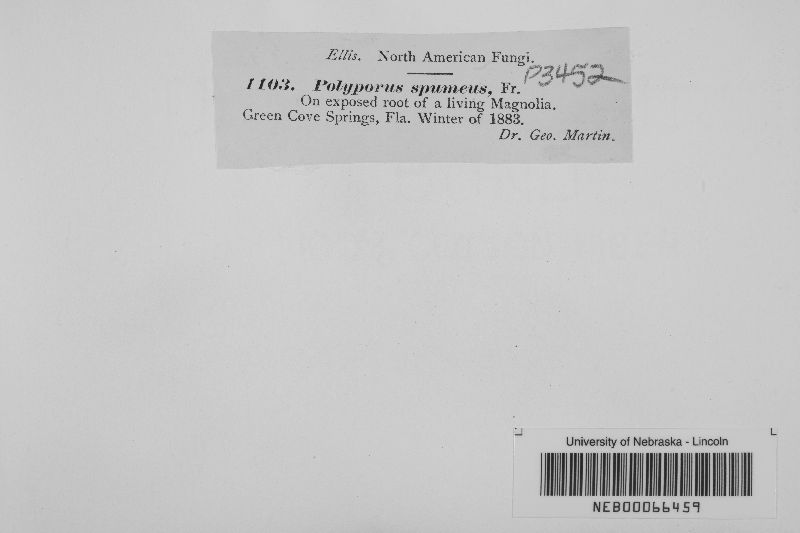 Ellis. North American Fungi.
P3452
1103. Polyporus spumeus, Fr.
On exposed root of a living Magnolia.
Green Cove Springs, Fla. Winter of 1883.
Dr. Geo. Martin.
University of Nebraska - Lincoln
NEB00066459